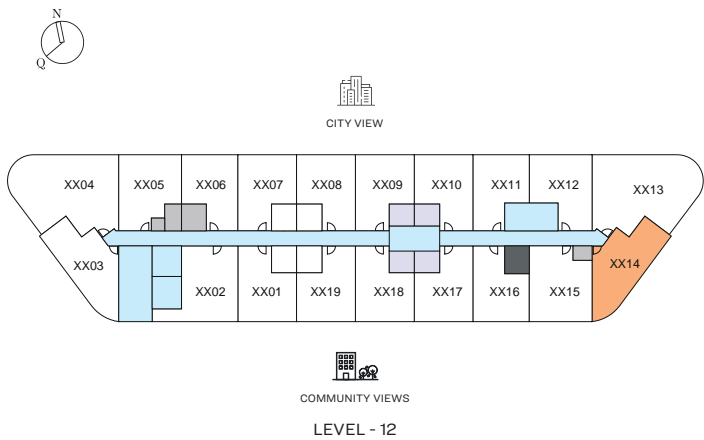 N
Q
CITY VIEW
XX04
XX05
XX06
XX07
XX08
XX09
XX10
XX11
XX12
XX13
XX03
XX14
XX02
XX01
XX19
XX18
XX17
XX16
XX15
COMMUNITY VIEWS
LEVEL - 12